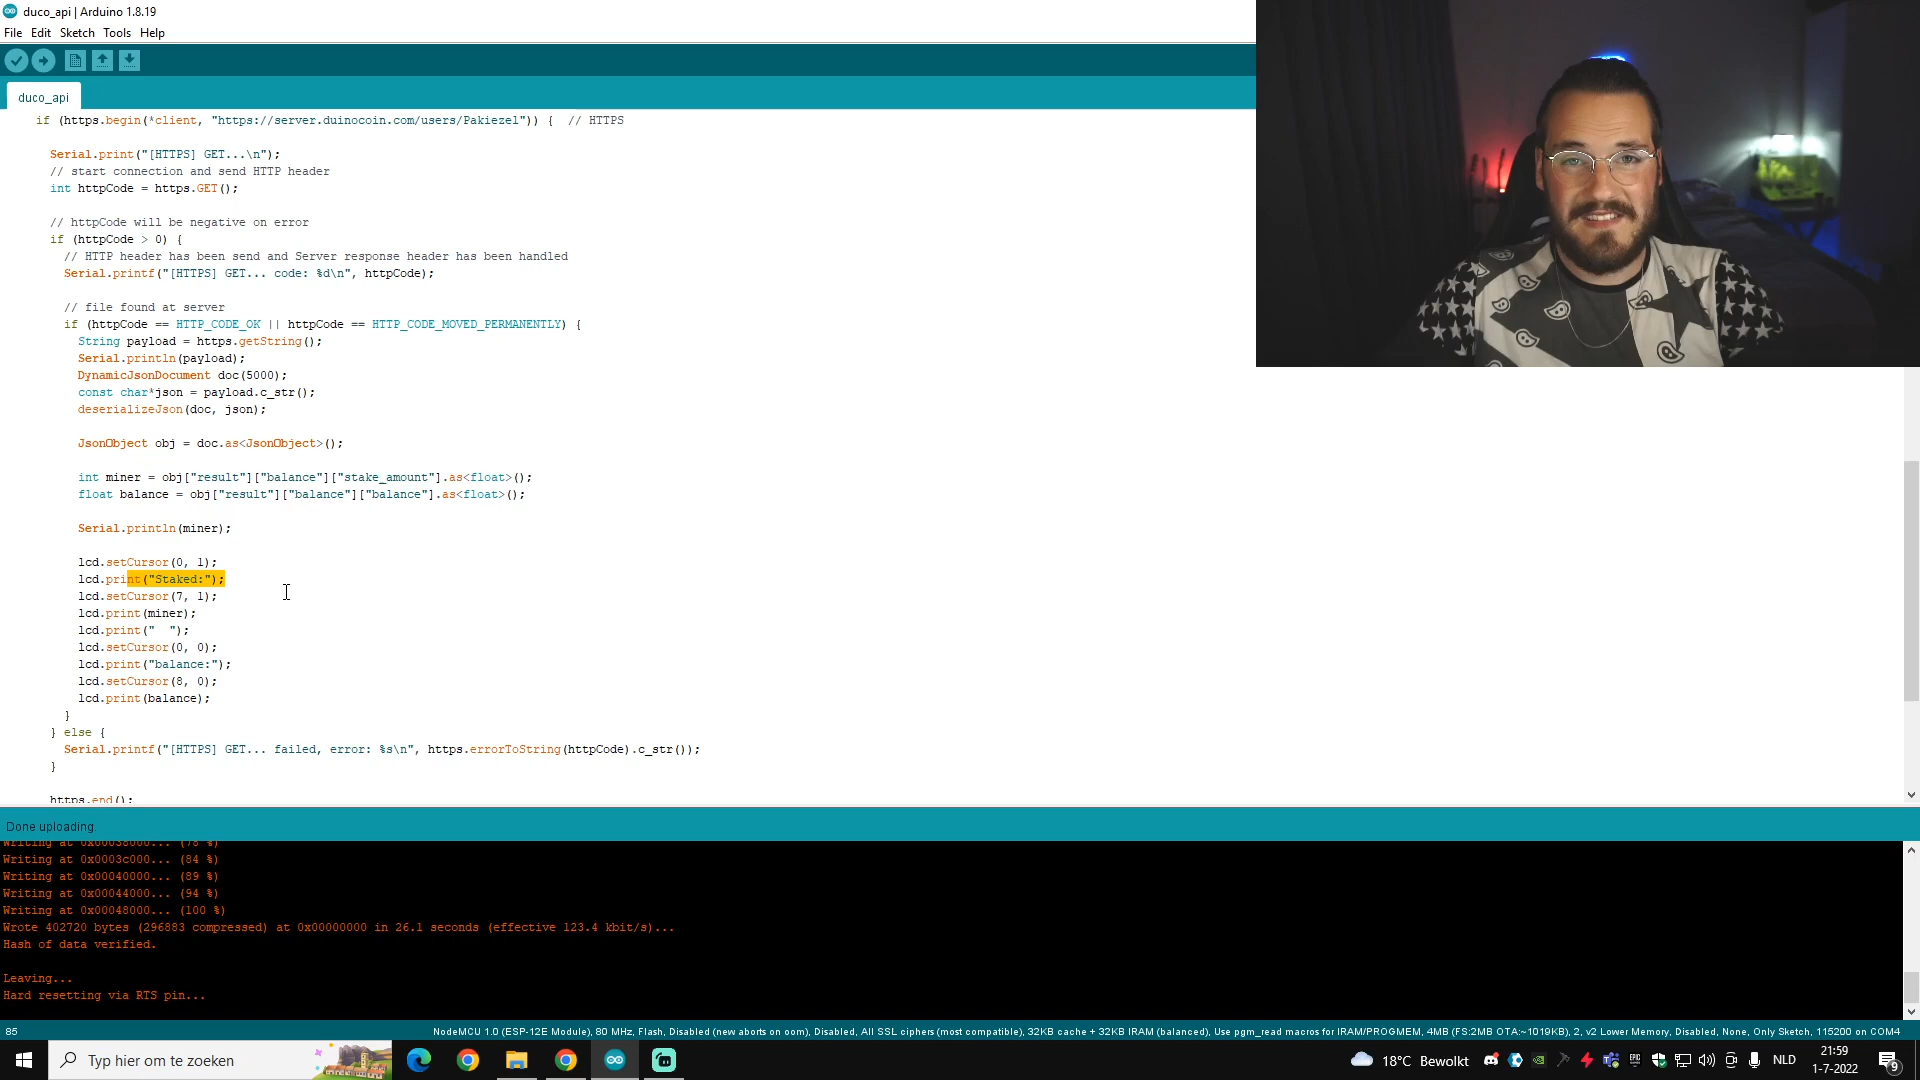 duco_api | Arduino 1.8.19
File Edit Sketch Tools Help
duco_api
if (https.begin(*client, "https://server.duinocoin.com/users/Pakiezel")) {  // HTTPS
Serial.print("[HTTPS] GET...\n");
// start connection and send HTTP header
int httpCode = https.GET();
// httpCode will be negative on error
if (httpCode > 0) {
// HTTP header has been send and Server response header has been handled
Serial.printf("[HTTPS] GET... code: %d\n", httpCode);
// file found at server
if (httpCode == HTTP_CODE_OK || httpCode == HTTP_CODE_MOVED_PERMANENTLY) {
String payload = https.getString();
Serial.println(payload);
DynamicJsonDocument doc(5000);
const char*json = payload.c_str();
deserializeJson(doc, json);
JsonObject obj = doc.as<JsonObject>();
int miner = obj["result"]["balance"]["stake_amount"].as<float>();
float balance = obj["result"]["balance"]["balance"].as<float>();
Serial.println(miner);
lcd.setCursor(0, 1);
lcd.print("Staked:");
lcd.setCursor(7, 1);
lcd.print(miner);
lcd.print("  ");
lcd.setCursor(0, 0);
lcd.print("balance:");
lcd.setCursor(8, 0);
lcd.print(balance);
}
} else {
Serial.printf("[HTTPS] GET... failed, error: %s\n", https.errorToString(httpCode).c_str());
}
https.end();
Done uploading.
Writing at 0x00038000... (78 %)
Writing at 0x0003c000... (84 %)
Writing at 0x00040000... (89 %)
Writing at 0x00044000... (94 %)
Writing at 0x00048000... (100 %)
Wrote 402720 bytes (296883 compressed) at 0x00000000 in 26.1 seconds (effective 123.4 kbit/s)...
Hash of data verified.
Leaving...
Hard resetting via RTS pin...
85 NodeMCU 1.0 (ESP-12E Module), 80 MHz, Flash, Disabled (new aborts on oom), Disabled, All SSL ciphers (most compatible), 32KB cache + 32KB IRAM (balanced), Use pgm_read macros for IRAM/PROGMEM, 4MB (FS:2MB OTA:~1019KB), 2, v2 Lower Memory, Disabled, None, Only Sketch, 115200 on COM4
Typ hier om te zoeken
18°C Bewolkt
NLD
21:59
1-7-2022
9